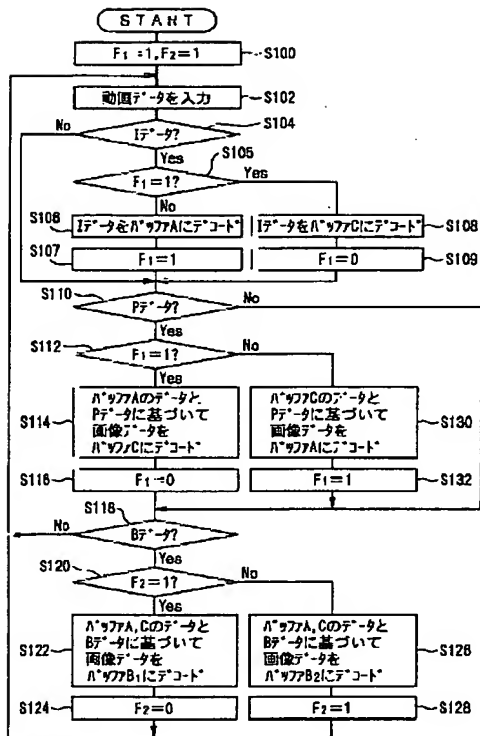 START
F1=1,F2=1
S100
動画データを入力
S102
Iデータ?
S104
No
Yes
S105
F1=1?
Yes
No
S106
IデータをバッファAにデコード
IデータをバッファCにデコード
S108
S107
F1=1
F1=0
S109
S110
Pデータ?
No
Yes
S112
F1=1?
No
Yes
S114
バッファAのデータと
Pデータに基づいて
画像データを
バッファCにデコード
バッファCのデータと
Pデータに基づいて
画像データを
バッファAにデコード
S130
S116
F1=0
F1=1
S132
S118
No
Bデータ?
Yes
S120
F2=1?
No
Yes
S122
バッファA,Cのデータと
Bデータに基づいて
画像データを
バッファB1にデコード
バッファA,Cのデータと
Bデータに基づいて
画像データを
バッファB2にデコード
S126
S124
F2=0
F2=1
S128